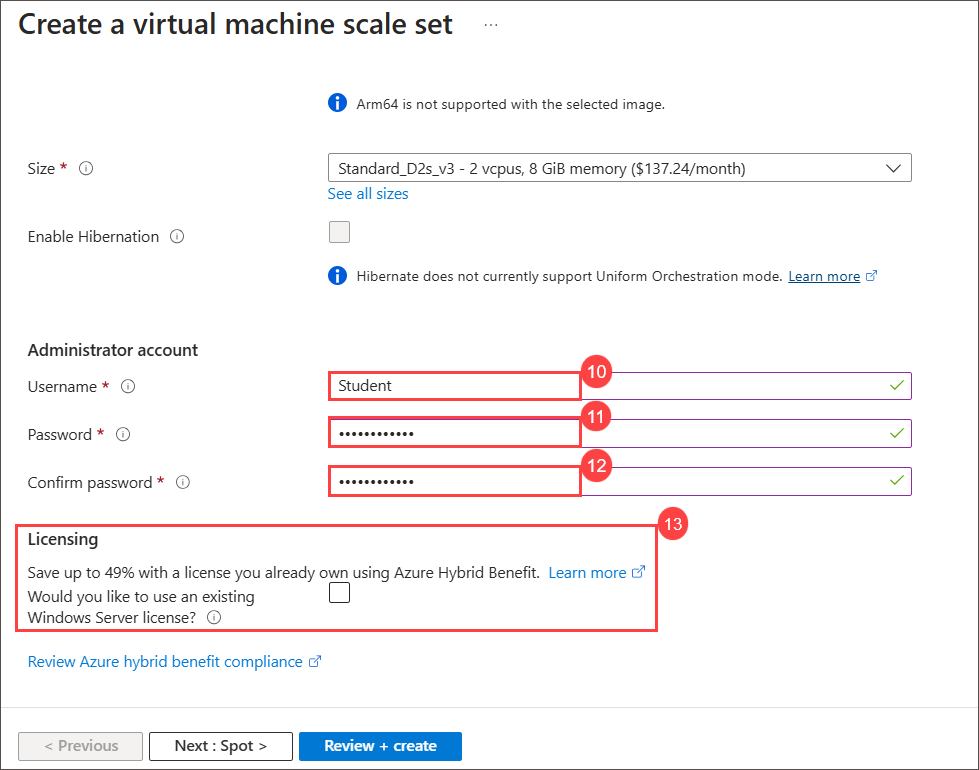 Create a virtual machine scale set ...
Arm64 is not supported with the selected image.
Size *
Standard_D2s_v3 - 2 vcpus, 8 GiB memory ($137.24/month)
See all sizes
Enable Hibernation
Hibernate does not currently support Uniform Orchestration mode. Learn more
Administrator account
Username *
Student
10
Password *
••••••••••••
11
Confirm password *
••••••••••••
12
13
Licensing
Save up to 49% with a license you already own using Azure Hybrid Benefit. Learn more
Would you like to use an existing
Windows Server license?
Review Azure hybrid benefit compliance
< Previous
Next : Spot >
Review + create